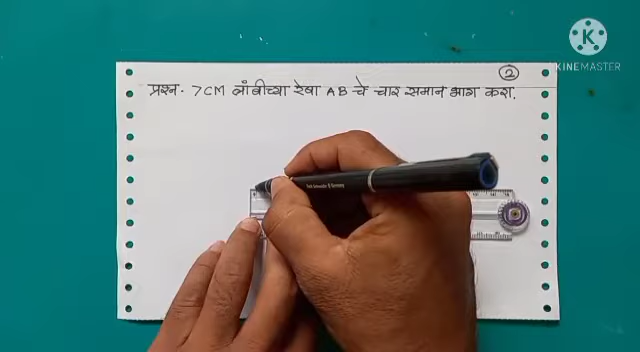 K
KINEMASTER
2
प्रश्न. 7CM लांबीच्या रेषा AB चे चार समान भाग करा.